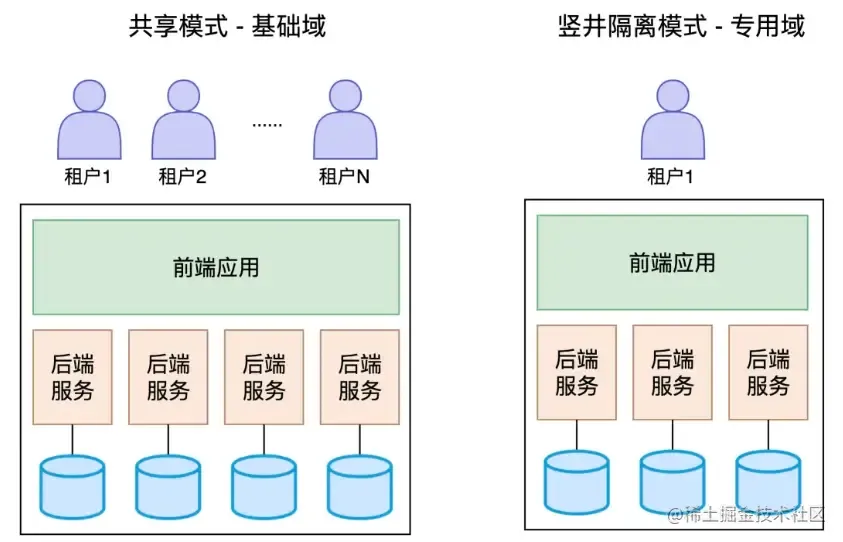 共享模式 - 基础域
竖井隔离模式 - 专用域
租户1
租户2
......
租户N
租户1
前端应用
前端应用
后端
服务
后端
服务
后端
服务
后端
服务
后端
服务
后端
服务
后端
服务
@稀土掘金技术社区